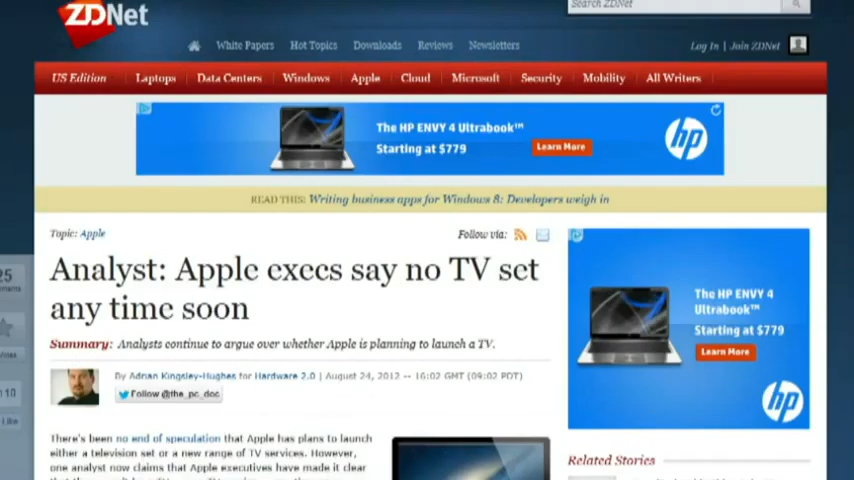 ZDNet
Search ZDNet
White Papers Hot Topics Downloads Reviews Newsletters
Log In | Join ZDNet
US Edition Laptops Data Centers Windows Apple Cloud Microsoft Security Mobility All Writers
The HP ENVY 4 Ultrabook™
Starting at $779
Learn More
hp
READ THIS: Writing business apps for Windows 8: Developers weigh in
Topic: Apple
Follow via:
Analyst: Apple execs say no TV set
any time soon
Summary: Analysts continue to argue over whether Apple is planning to launch a TV.
By Adrian Kingsley-Hughes for Hardware 2.0 | August 24, 2012 -- 16:02 GMT (09:02 PDT)
Follow @the_pc_doc
There's been no end of speculation that Apple has plans to launch
either a television set or a new range of TV services. However,
one analyst now claims that Apple executives have made it clear
The HP ENVY 4
Ultrabook™
Starting at $779
Learn More
hp
Related Stories
25
10
Like